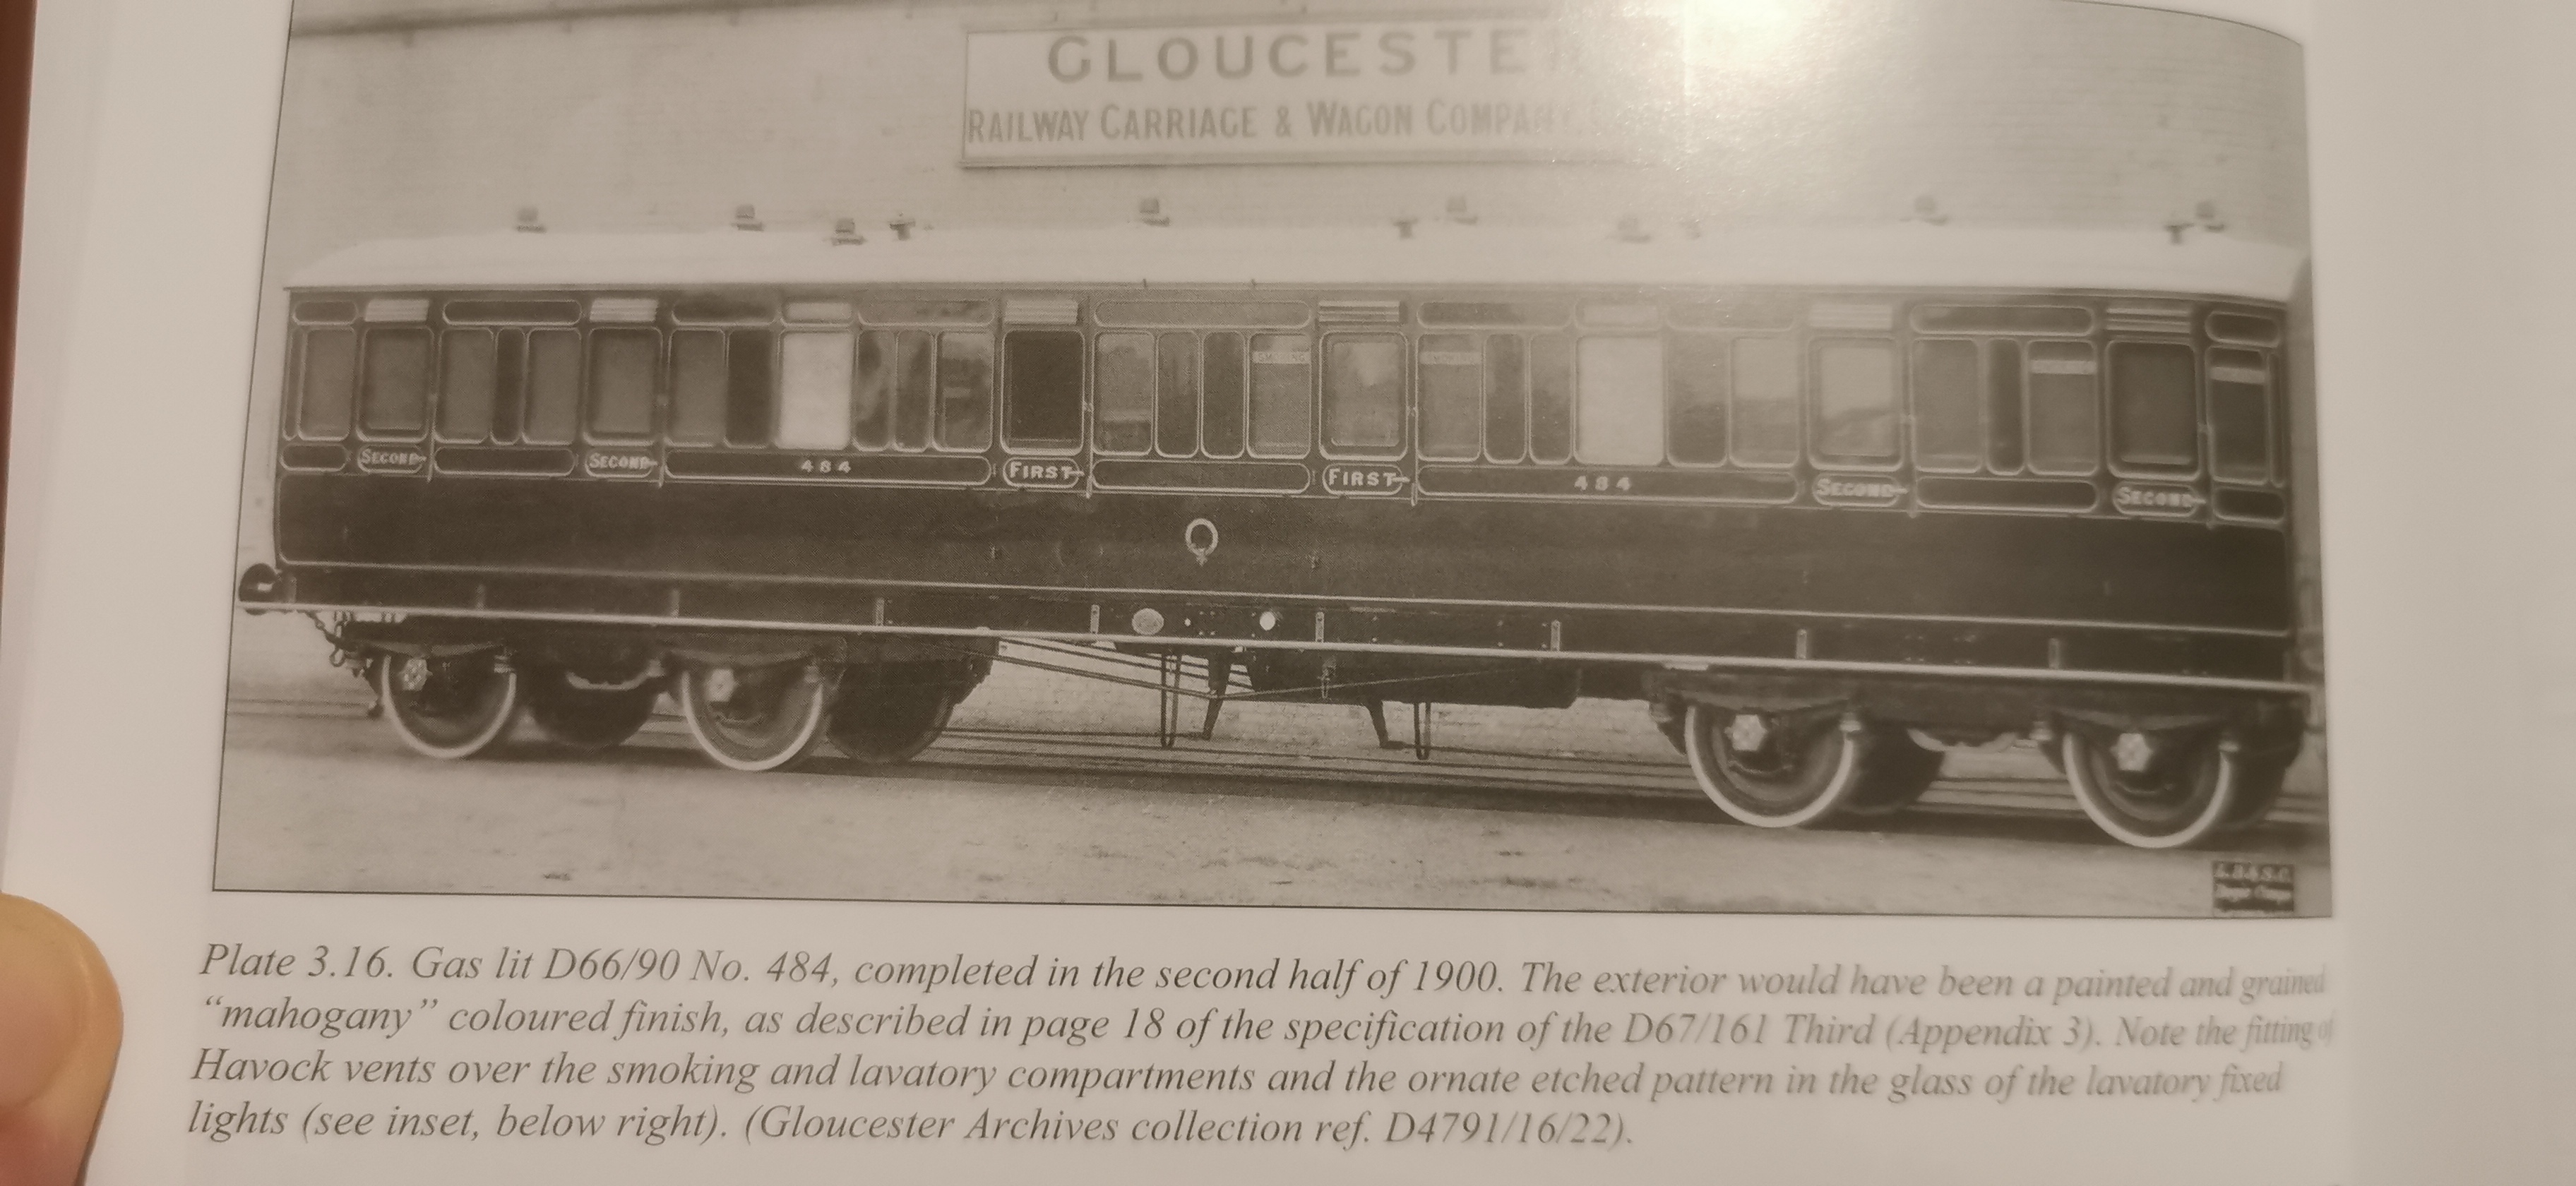 GLOUCESTE
RAILWAY CARRIAGE & WAGON COMPA
SMOKING SMOKING
SECOND SECOND 484 FIRST FIRST 484 SECOND SECOND
L.B.& S.C.
Plate 3.16. Gas lit D66/90 No. 484, completed in the second half of 1900. The exterior would have been a painted and grained
“mahogany” coloured finish, as described in page 18 of the specification of the D67/161 Third (Appendix 3). Note the fitting of
Havock vents over the smoking and lavatory compartments and the ornate etched pattern in the glass of the lavatory fixed
lights (see inset, below right). (Gloucester Archives collection ref. D4791/16/22).